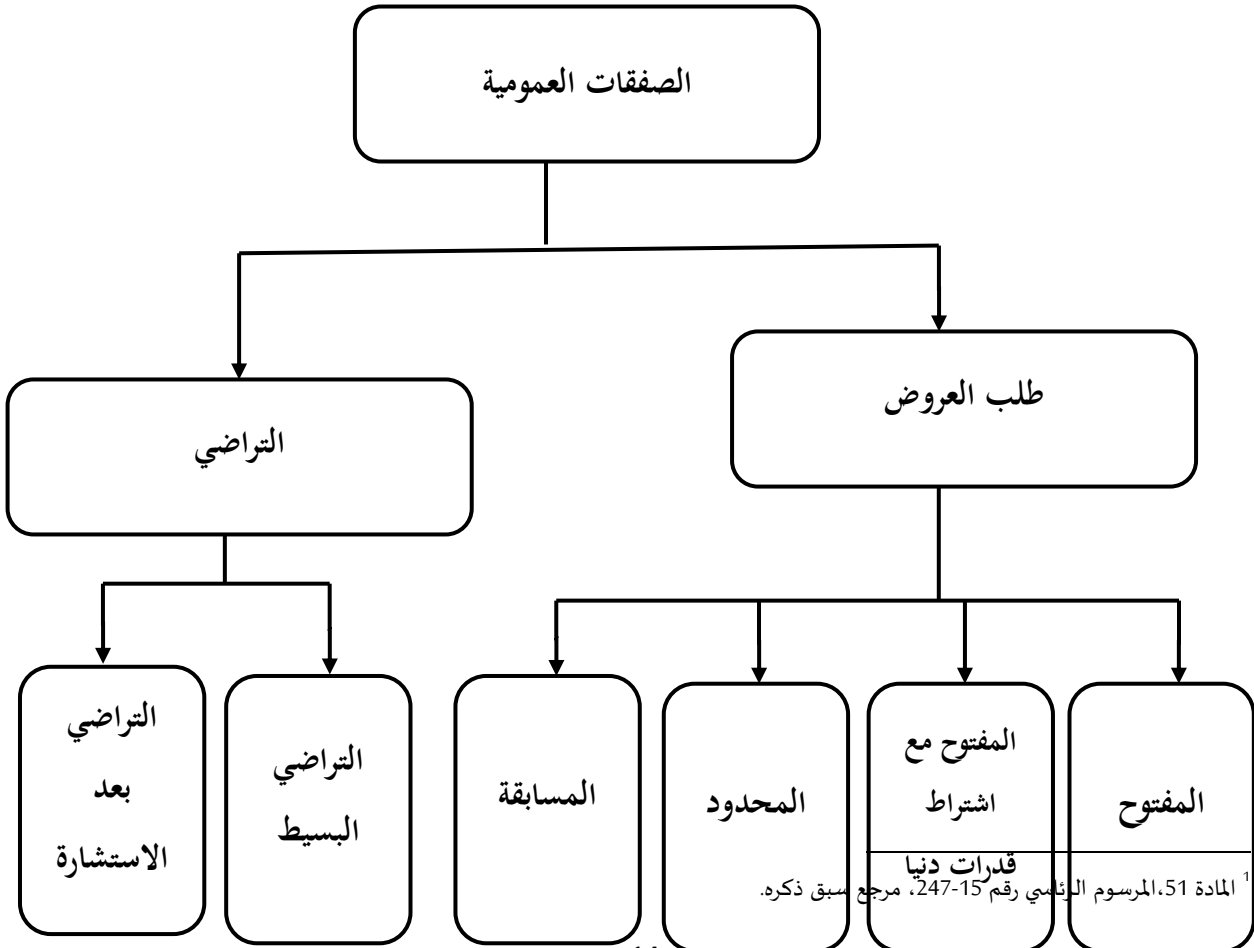 الصفقات العمومية
طلب العروض
التراضي
المفتوح
المفتوح مع
اشتراط
قدرات دنيا
المحدود
المسابقة
التراضي
البسيط
التراضي
بعد
الاستشارة
1 المادة 51،المرسوم الرئاسي رقم 15-247، مرجع سبق ذكره.